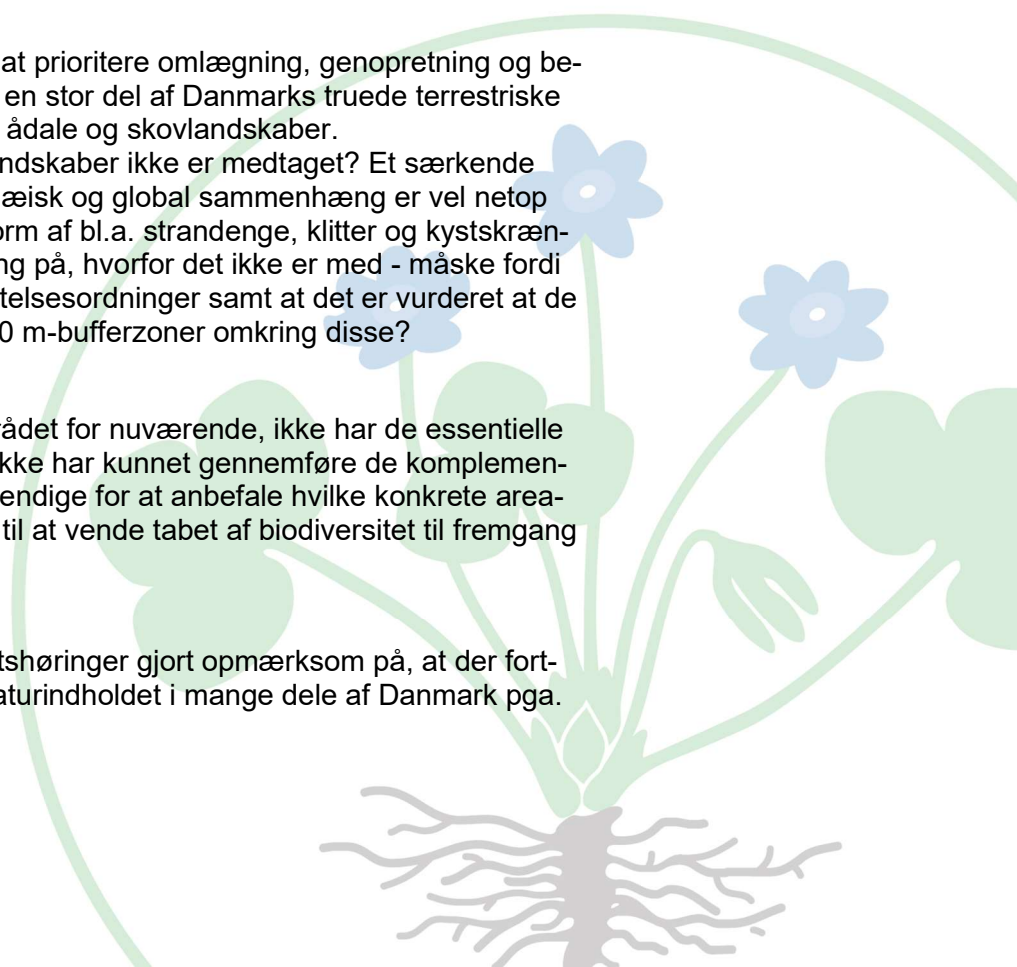 at prioritere omlægning, genopretning og be-
en stor del af Danmarks truede terrestriske
ådale og skovlandskaber.
ndskaber ikke er medtaget? Et særkende
æisk og global sammenhæng er vel netop
orm af bl.a. strandenge, klitter og kystskræn-
ng på, hvorfor det ikke er med - måske fordi
ttelsesordninger samt at det er vurderet at de
0 m-bufferzoner omkring disse?
rådet for nuværende, ikke har de essentielle
kke har kunnet gennemføre de komplemen-
endige for at anbefale hvilke konkrete area-
til at vende tabet af biodiversitet til fremgang
tshøringer gjort opmærksom på, at der fort-
aturindholdet i mange dele af Danmark pga.